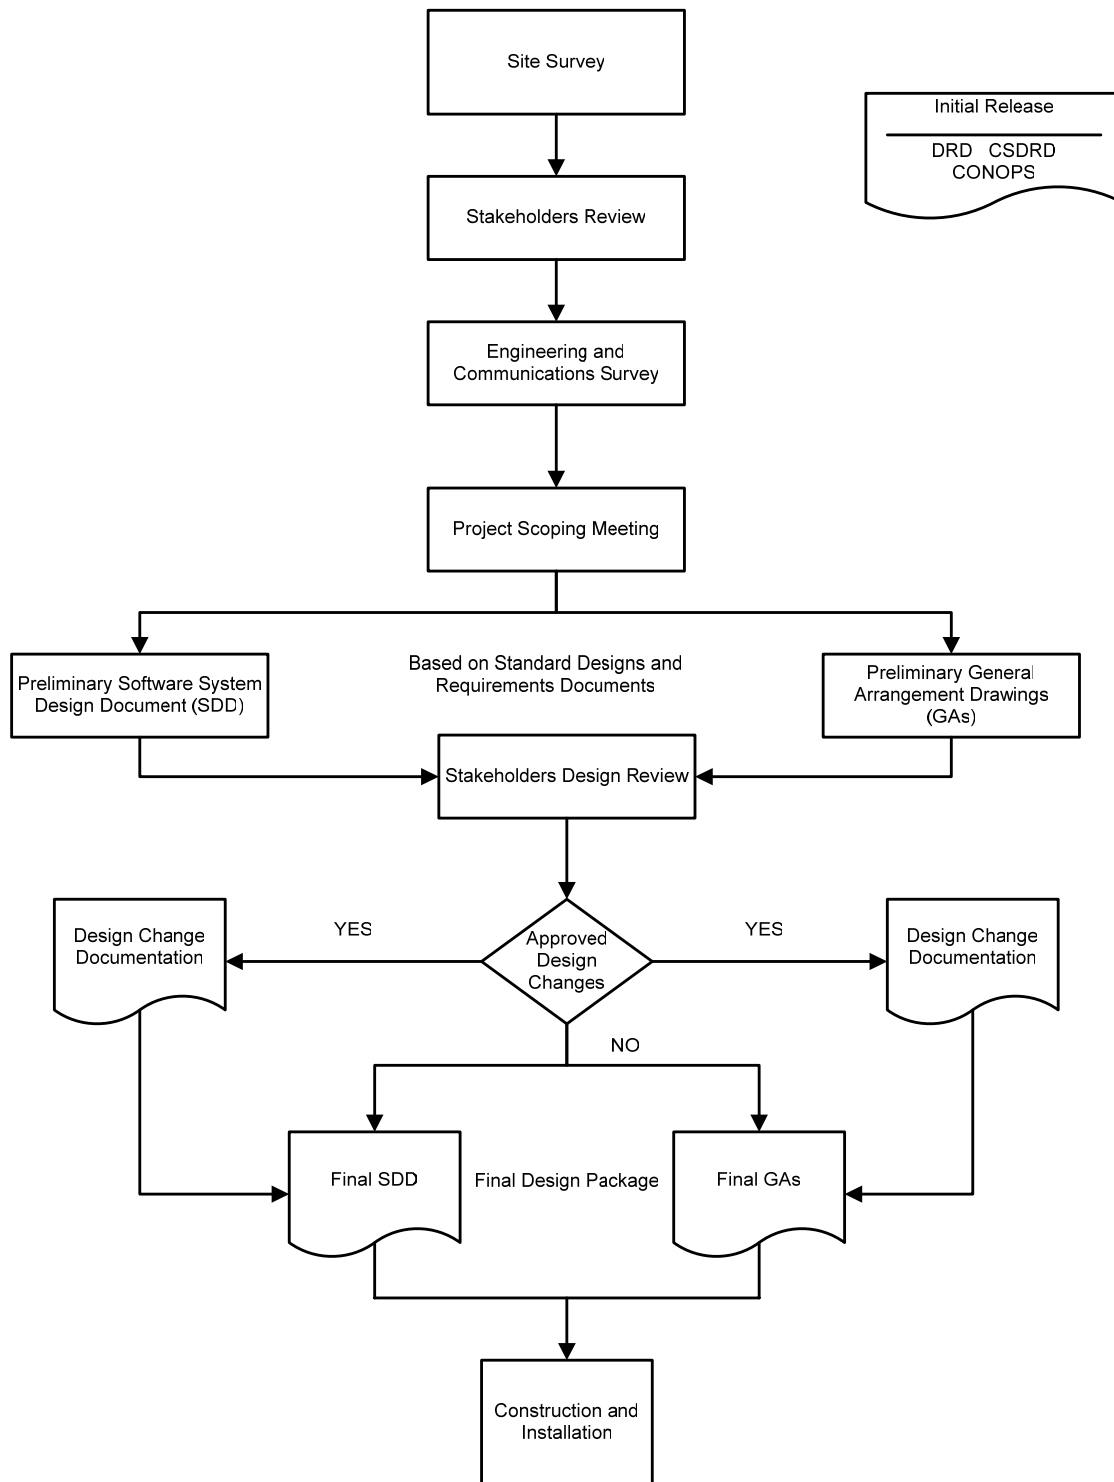 Site Survey
Initial Release
DRD CSDRD
CONOPS
Stakeholders Review
Engineering and
Communications Survey
Project Scoping Meeting
Preliminary Software System
Design Document (SDD)
Based on Standard Designs and
Requirements Documents
Preliminary General
Arrangement Drawings
(GAs)
Stakeholders Design Review
Design Change
Documentation
YES
Approved
Design
Changes
YES
Design Change
Documentation
NO
Final SDD
Final Design Package
Final GAs
Construction and
Installation